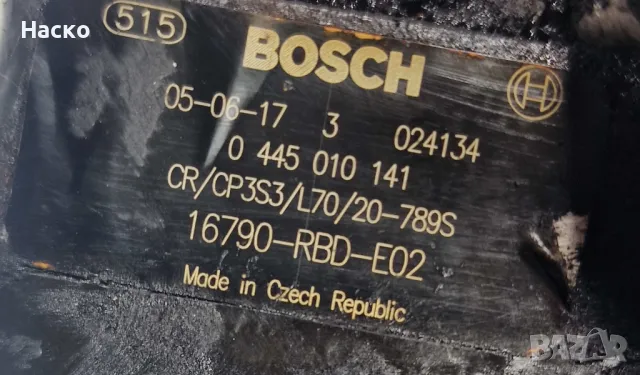 Наско
515
BOSCH
05-06-17 3 024134
0 445 010 141
CR/CP3S3/L70/20-789S
16790-RBD-E02
Made in Czech Republic
BAZAR